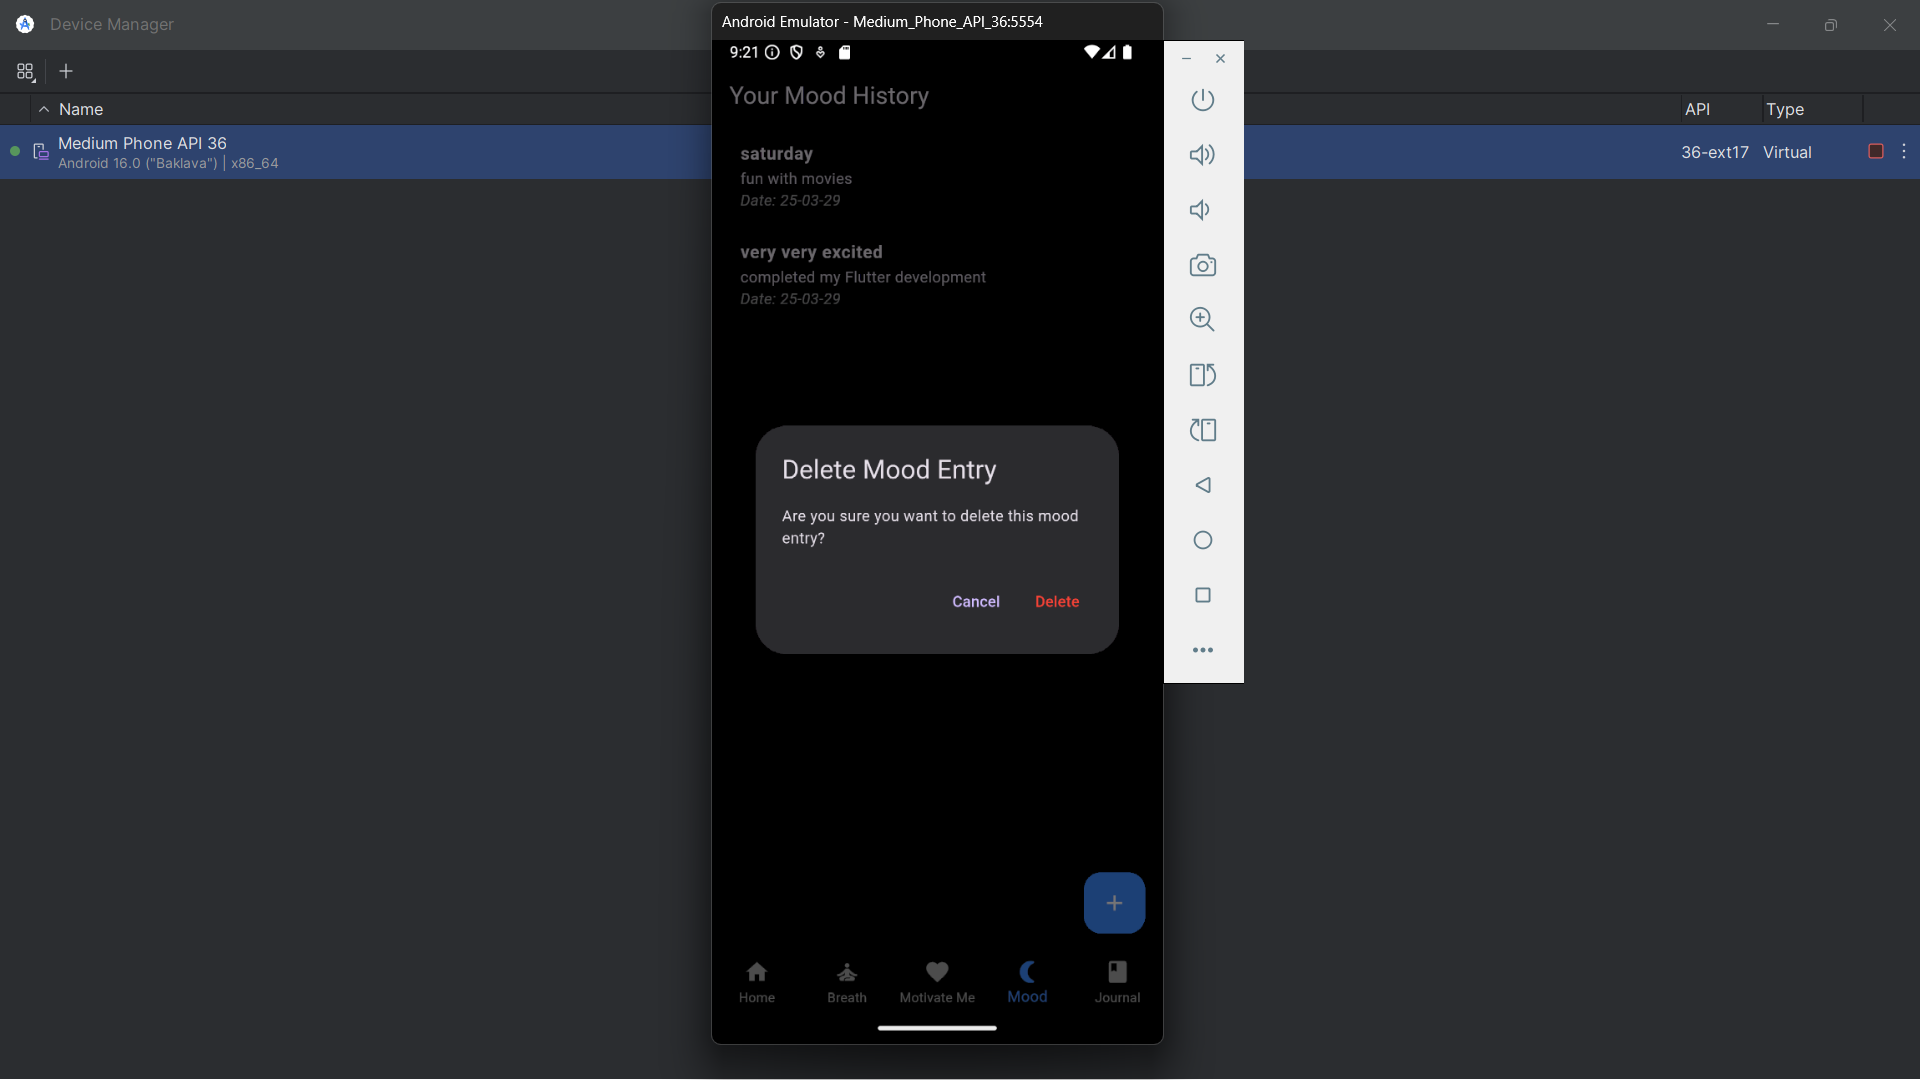 Device Manager
Android Emulator - Medium_Phone_API_36:5554
Name
API
Type
Medium Phone API 36
Android 16.0 ("Baklava") | x86_64
36-ext17
Virtual
9:21
Your Mood History
saturday
fun with movies
Date: 25-03-29
very very excited
completed my Flutter development
Date: 25-03-29
Delete Mood Entry
Are you sure you want to delete this mood
entry?
Cancel
Delete
Home
Breath
Motivate Me
Mood
Journal